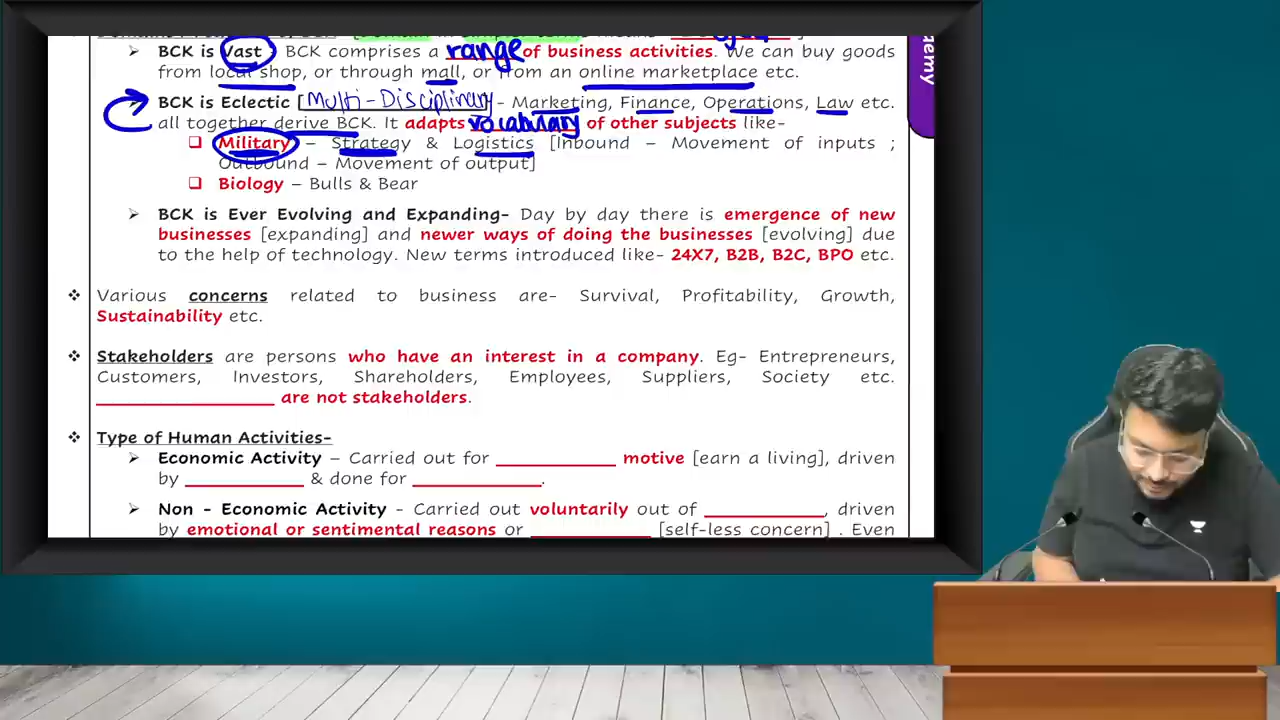 BCK is Vast - BCK comprises a range of business activities. We can buy goods
from local shop, or through mall, or from an online marketplace etc.
BCK is Eclectic [Multi-Disciplinary] - Marketing, Finance, Operations, Law etc.
all together derive BCK. It adapts vocabulary of other subjects like-
Military – Strategy & Logistics [Inbound – Movement of inputs ;
Outbound – Movement of output]
Biology – Bulls & Bear
BCK is Ever Evolving and Expanding- Day by day there is emergence of new
businesses [expanding] and newer ways of doing the businesses [evolving] due
to the help of technology. New terms introduced like- 24X7, B2B, B2C, BPO etc.
Various concerns related to business are- Survival, Profitability, Growth,
Sustainability etc.
Stakeholders are persons who have an interest in a company. Eg- Entrepreneurs,
Customers, Investors, Shareholders, Employees, Suppliers, Society etc.
____________ are not stakeholders.
Type of Human Activities-
Economic Activity – Carried out for ____________ motive [earn a living], driven
by ____________ & done for ____________.
Non - Economic Activity - Carried out voluntarily out of ____________, driven
by emotional or sentimental reasons or ____________ [self-less concern] . Even